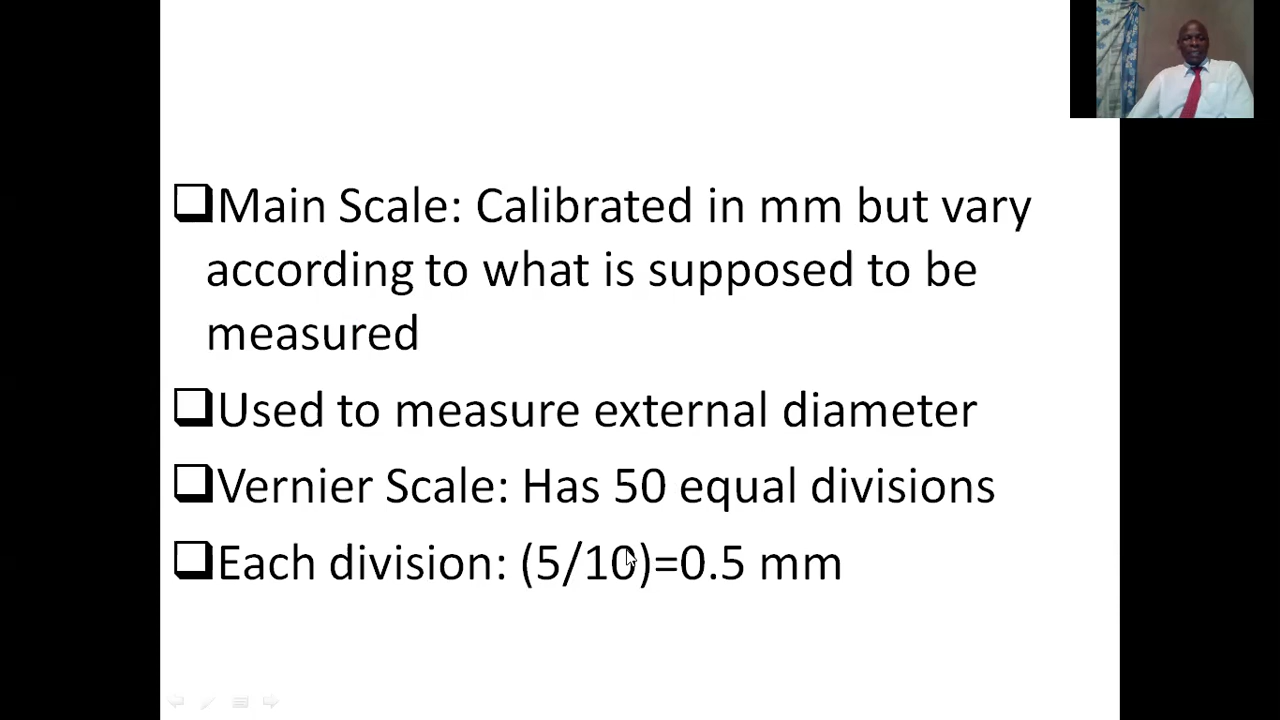 Main Scale: Calibrated in mm but vary
according to what is supposed to be
measured
Used to measure external diameter
Vernier Scale: Has 50 equal divisions
Each division: (5/10)=0.5 mm